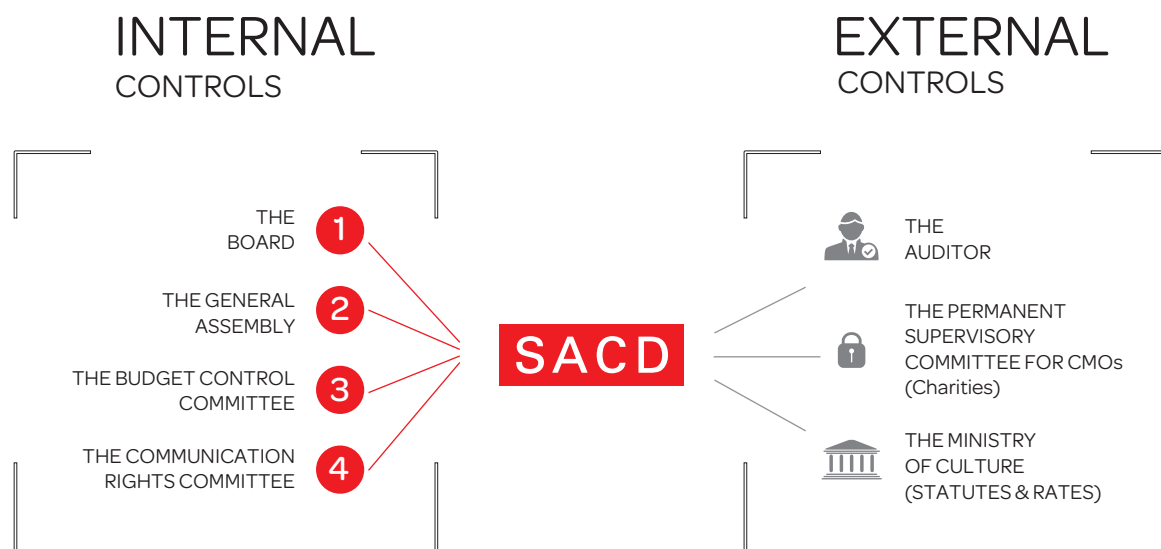 INTERNAL
CONTROLS
THE
BOARD
1
THE GENERAL
ASSEMBLY
2
THE BUDGET CONTROL
COMMITTEE
3
THE COMMUNICATION
RIGHTS COMMITTEE
4
SACD
EXTERNAL
CONTROLS
THE
AUDITOR
THE PERMANENT
SUPERVISORY
COMMITTEE FOR CMOs
(Charities)
THE MINISTRY
OF CULTURE
(STATUTES & RATES)